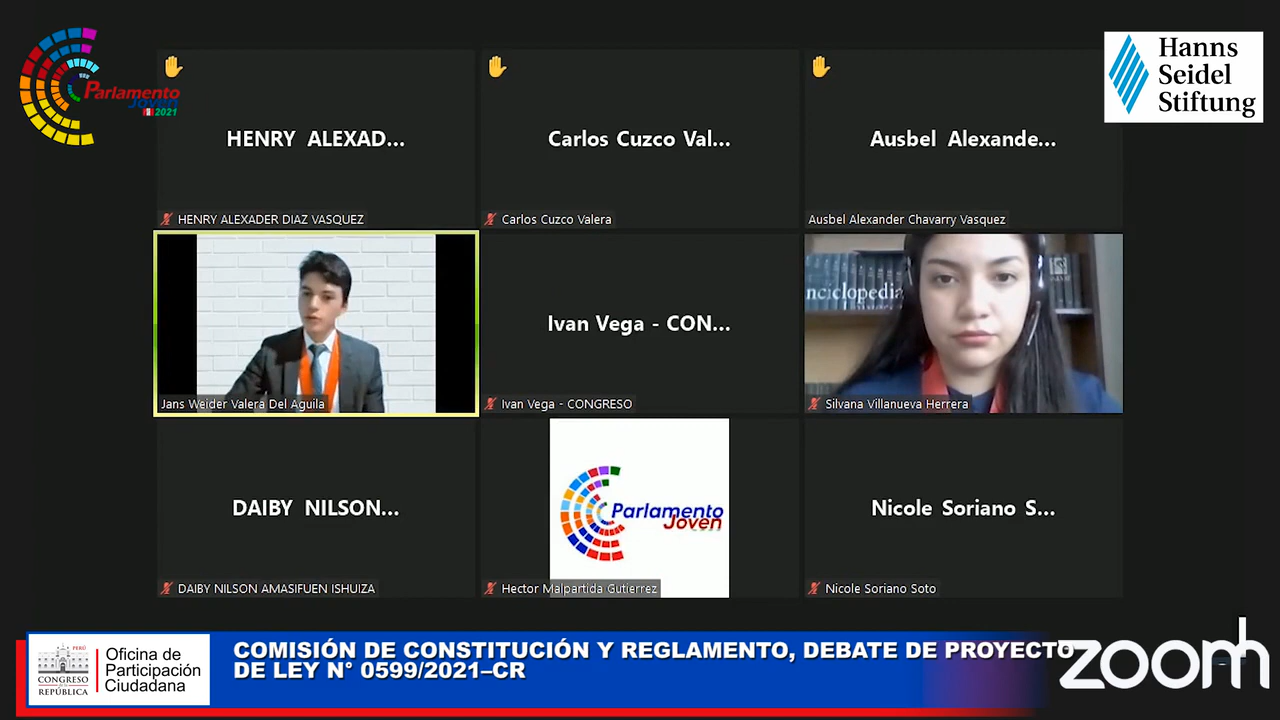 Parlamento
Joven
2021
Hanns
Seidel
Stiftung
HENRY ALEXAD...
HENRY ALEXADER DIAZ VASQUEZ
Carlos Cuzco Val...
Carlos Cuzco Valera
Ausbel Alexande...
Ausbel Alexander Chavarry Vasquez
Jans Weider Valera Del Aguila
Ivan Vega - CON...
Ivan Vega - CONGRESO
nciclopedia
Silvana Villanueva Herrera
DAIBY NILSON...
DAIBY NILSON AMASIFUEN ISHUIZA
Parlamento
Joven
Hector Malpartida Gutierrez
Nicole Soriano S...
Nicole Soriano Soto
PERÚ
CONGRESO
de la
REPÚBLICA
Oficina de
Participación
Ciudadana
COMISIÓN DE CONSTITUCIÓN Y REGLAMENTO, DEBATE DE PROYECTO
DE LEY N° 0599/2021–CR
zoom